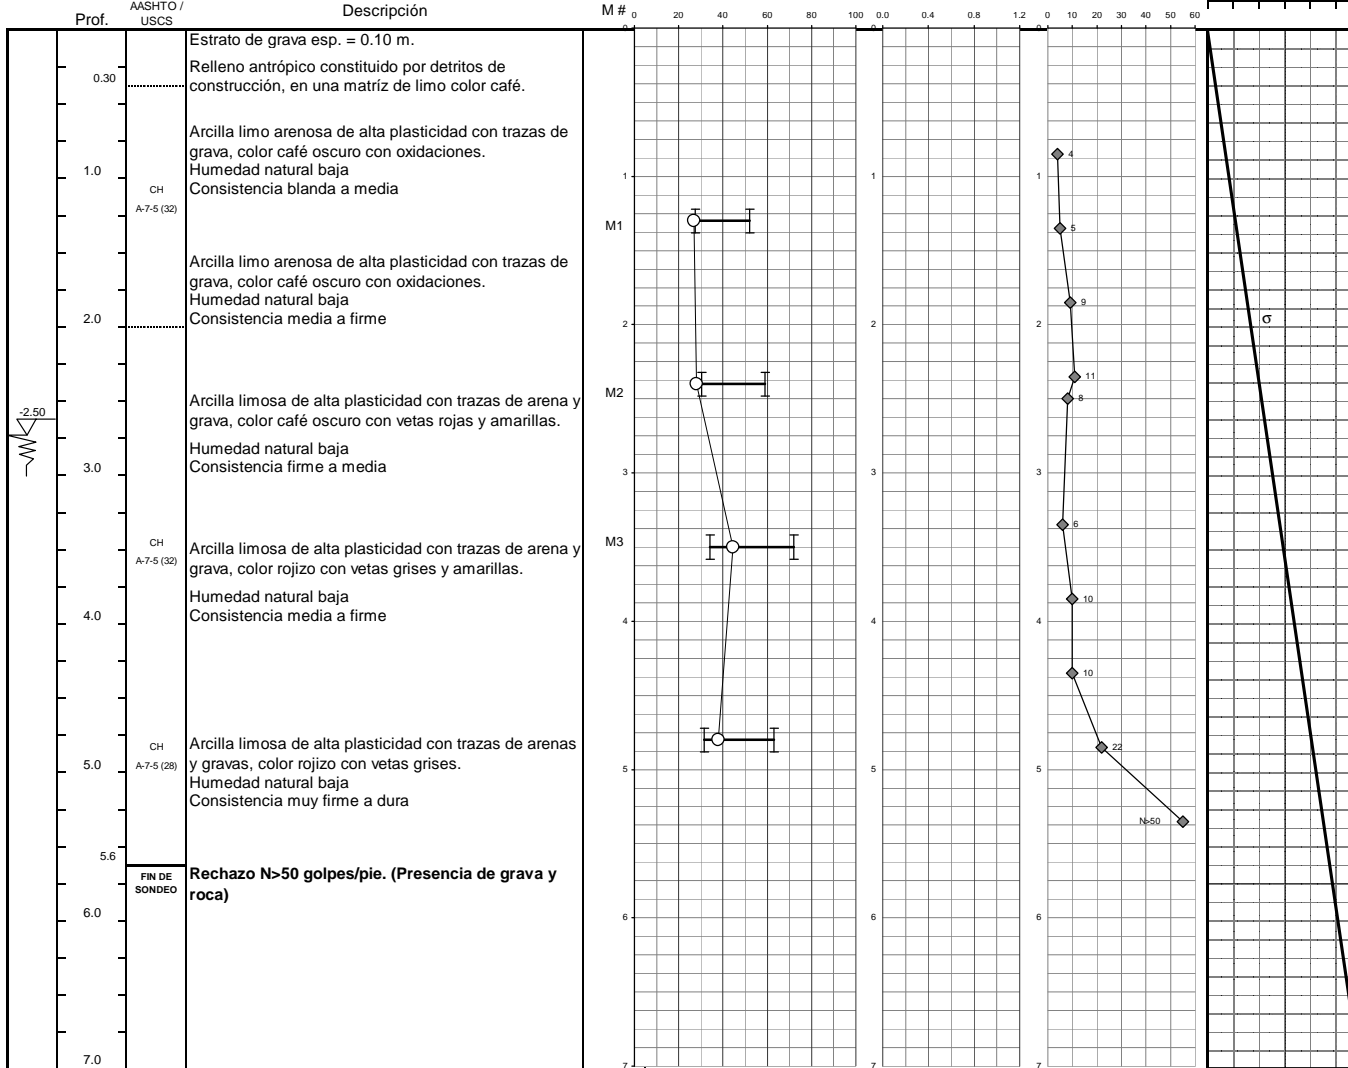 Prof.
AASHTO /
USCS
Descripción
M #
0 20 40 60 80 100
0.0 0.4 0.8 1.2
0 10 20 30 40 50 60
Estrato de grava esp. = 0.10 m.
Relleno antrópico constituido por detritos de
construcción, en una matríz de limo color café.
0.30
Arcilla limo arenosa de alta plasticidad con trazas de
grava, color café oscuro con oxidaciones.
Humedad natural baja
Consistencia blanda a media
1.0
CH
A-7-5 (32)
M1
1
1
1
4
5
Arcilla limo arenosa de alta plasticidad con trazas de
grava, color café oscuro con oxidaciones.
Humedad natural baja
Consistencia media a firme
2.0
2
2
2
9
σ
11
8
-2.50
Arcilla limosa de alta plasticidad con trazas de arena y
grava, color café oscuro con vetas rojas y amarillas.
Humedad natural baja
Consistencia firme a media
M2
3.0
3
3
3
6
CH
A-7-5 (32)
Arcilla limosa de alta plasticidad con trazas de arena y
grava, color rojizo con vetas grises y amarillas.
Humedad natural baja
Consistencia media a firme
M3
4.0
4
4
4
10
10
CH
A-7-5 (28)
Arcilla limosa de alta plasticidad con trazas de arenas
y gravas, color rojizo con vetas grises.
Humedad natural baja
Consistencia muy firme a dura
5.0
5
5
5
22
N>50
5.6
FIN DE
SONDEO
Rechazo N>50 golpes/pie. (Presencia de grava y
roca)
6.0
6
6
6
7.0
7
7
7